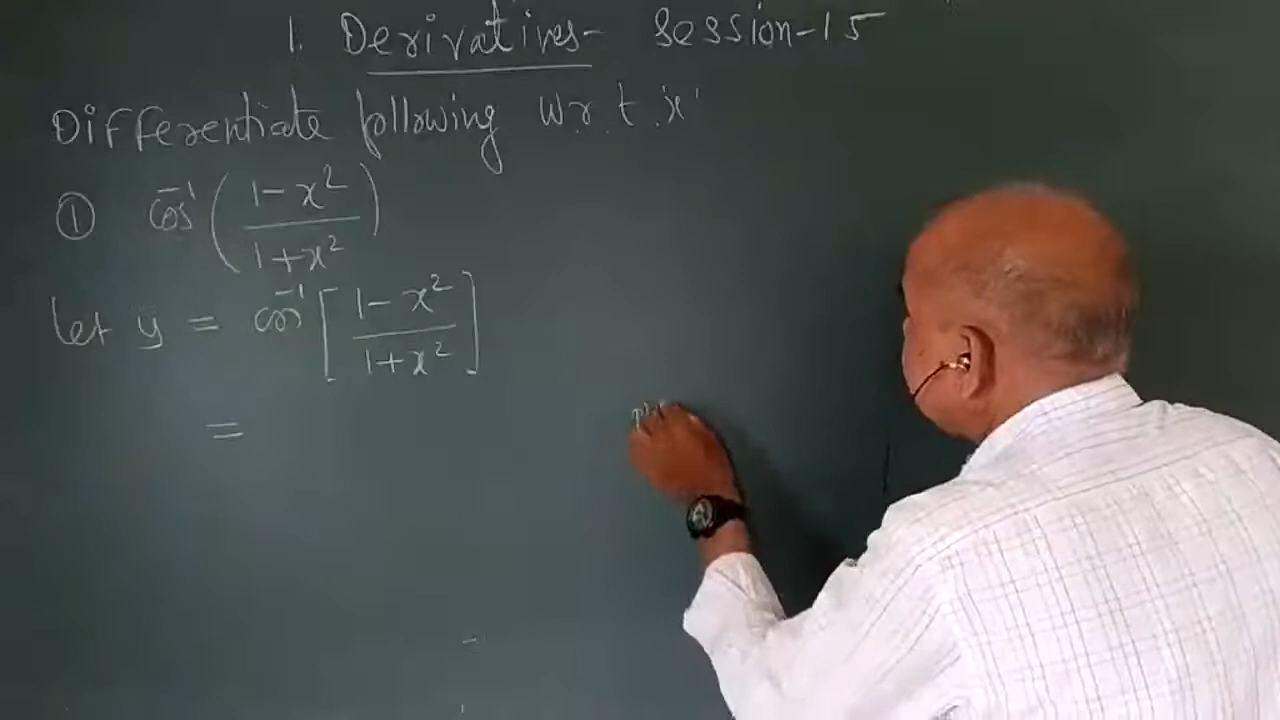 1. Derivatives- Session-15
Differentiate following w.r.t. 'x'
① cos⁻¹((1-x²)/(1+x²))
let y = cos⁻¹[(1-x²)/(1+x²)]
=